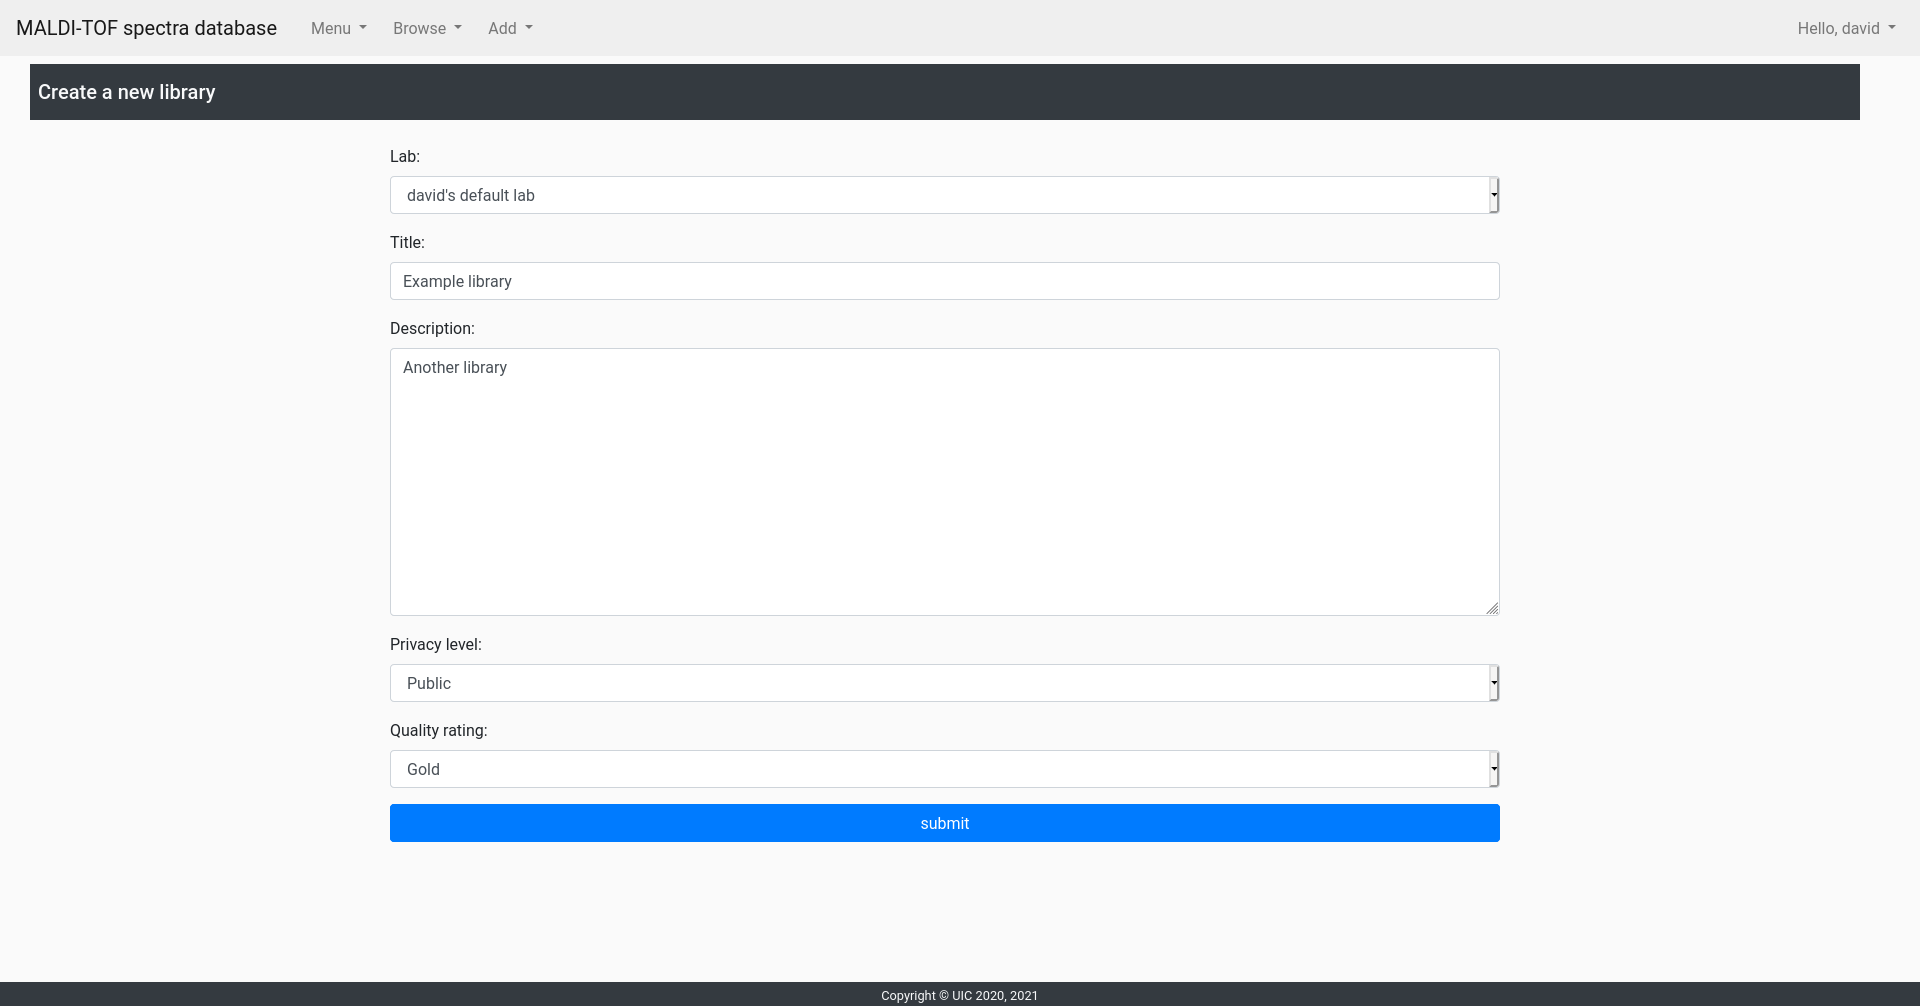 MALDI-TOF spectra database Menu Browse Add Hello, david
Create a new library
Lab:
david's default lab
Title:
Example library
Description:
Another library
Privacy level:
Public
Quality rating:
Gold
submit
Copyright © UIC 2020, 2021